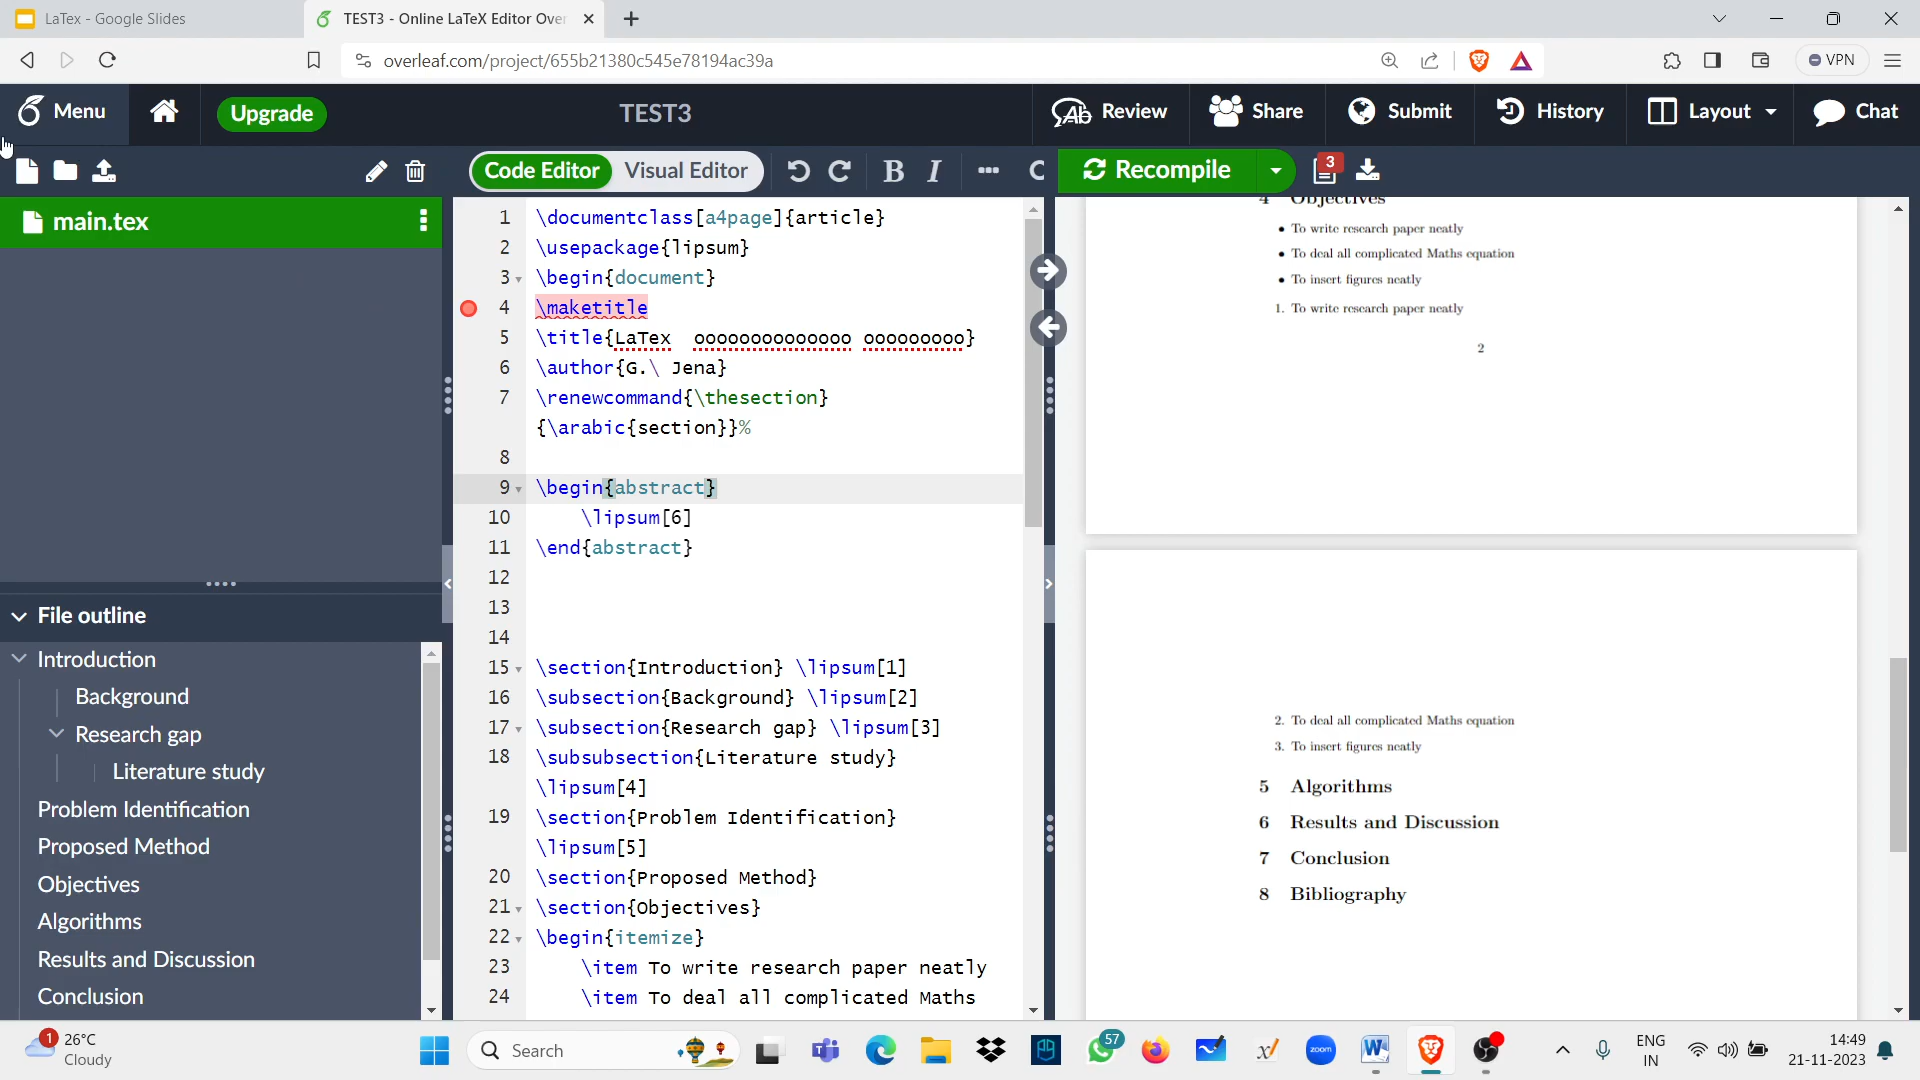 LaTex - Google Slides
TEST3 - Online LaTeX Editor Over
overleaf.com/project/655b21380c545e78194ac39a
VPN
Menu
Upgrade
TEST3
Review
Share
Submit
History
Layout
Chat
Code Editor
Visual Editor
B I
Recompile
3
main.tex
File outline
Introduction
Background
Research gap
Literature study
Problem Identification
Proposed Method
Objectives
Algorithms
Results and Discussion
Conclusion
1 \documentclass[a4page]{article}
2 \usepackage{lipsum}
3 \begin{document}
4 \maketitle
5 \title{LaTex  oooooooooooooo ooooooooo}
6 \author{G.\ Jena}
7 \renewcommand{\thesection}
{\arabic{section}}%
8
9 \begin{abstract}
10 \lipsum[6]
11 \end{abstract}
12
13
14
15 \section{Introduction} \lipsum[1]
16 \subsection{Background} \lipsum[2]
17 \subsection{Research gap} \lipsum[3]
18 \subsubsection{Literature study}
\lipsum[4]
19 \section{Problem Identification}
\lipsum[5]
20 \section{Proposed Method}
21 \section{Objectives}
22 \begin{itemize}
23 \item To write research paper neatly
24 \item To deal all complicated Maths
4 Objectives
• To write research paper neatly
• To deal all complicated Maths equation
• To insert figures neatly
1. To write research paper neatly
2
2. To deal all complicated Maths equation
3. To insert figures neatly
5 Algorithms
6 Results and Discussion
7 Conclusion
8 Bibliography
1
26°C
Cloudy
Search
57
zoom
ENG
IN
14:49
21-11-2023